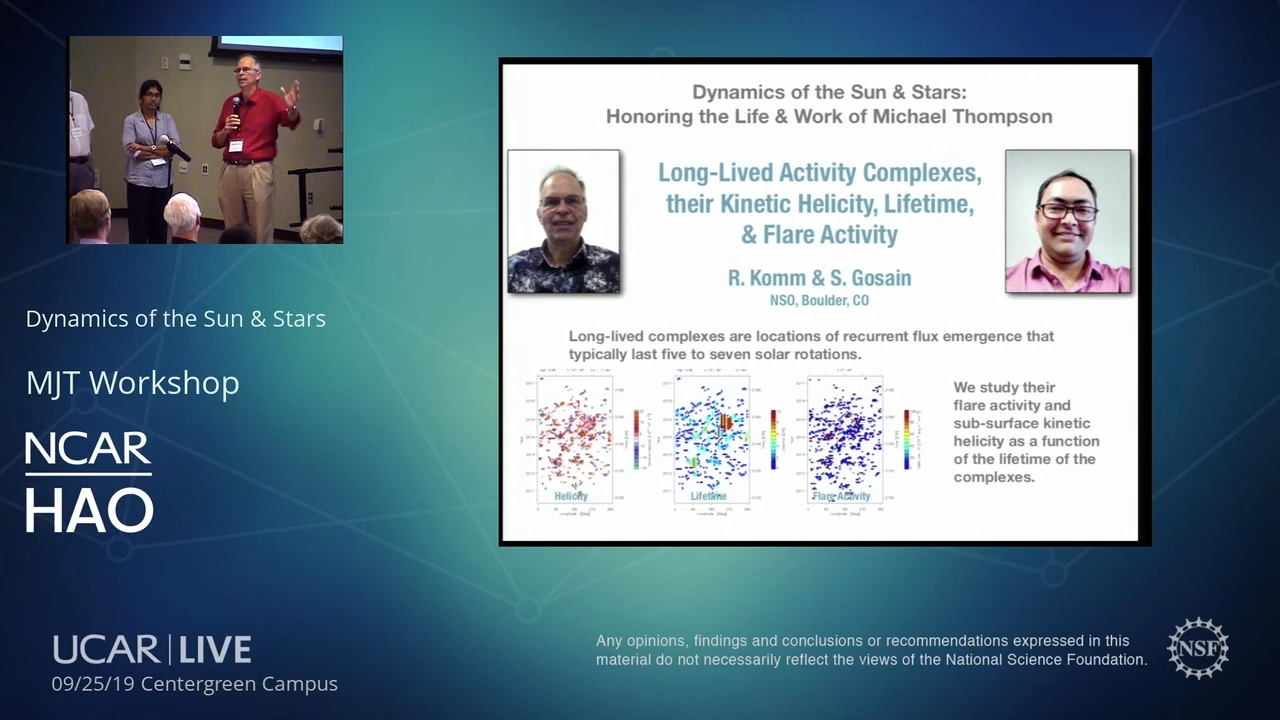 Dynamics of the Sun & Stars
MJT Workshop
NCAR
HAO
UCAR | LIVE
09/25/19 Centergreen Campus
Dynamics of the Sun & Stars:
Honoring the Life & Work of Michael Thompson
Long-Lived Activity Complexes,
their Kinetic Helicity, Lifetime,
& Flare Activity
R. Komm & S. Gosain
NSO, Boulder, CO
Long-lived complexes are locations of recurrent flux emergence that
typically last five to seven solar rotations.
Helicity
Lifetime
Flare Activity
We study their
flare activity and
sub-surface kinetic
helicity as a function
of the lifetime of the
complexes.
Any opinions, findings and conclusions or recommendations expressed in this
material do not necessarily reflect the views of the National Science Foundation.
NSF